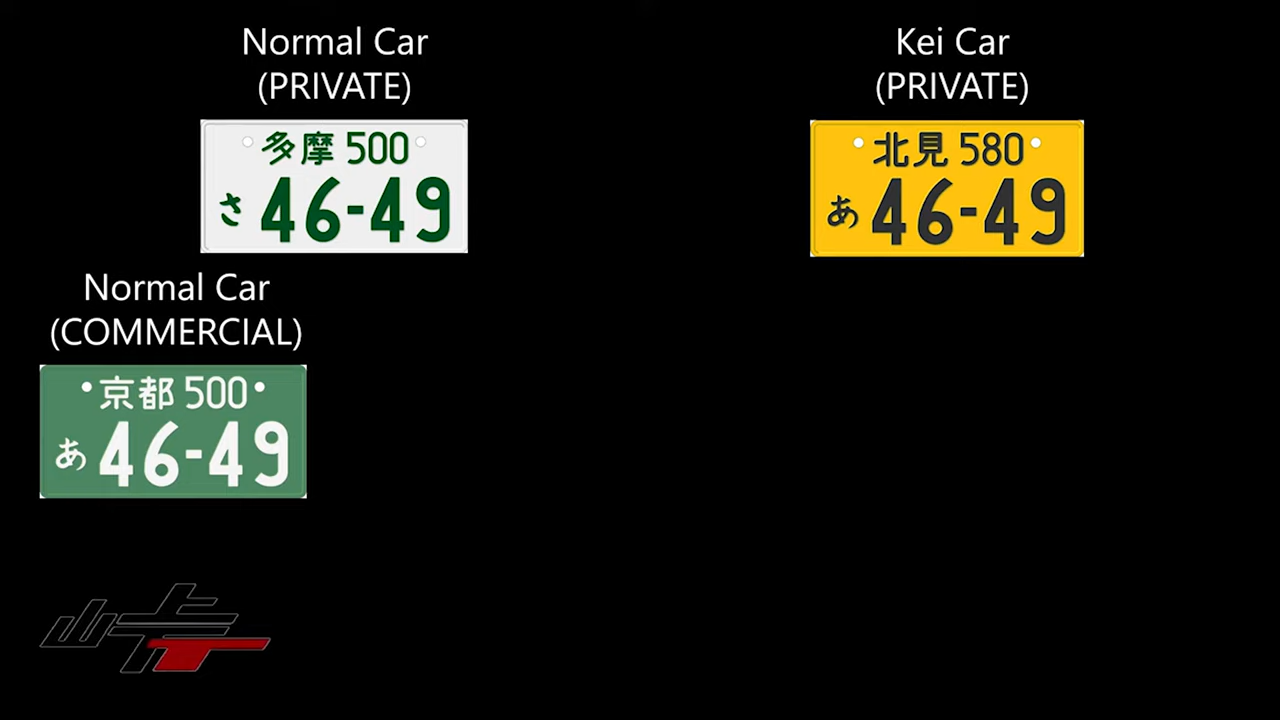 Normal Car
(PRIVATE)
多摩 500
さ 46-49
Kei Car
(PRIVATE)
北見 580
あ 46-49
Normal Car
(COMMERCIAL)
京都 500
あ 46-49